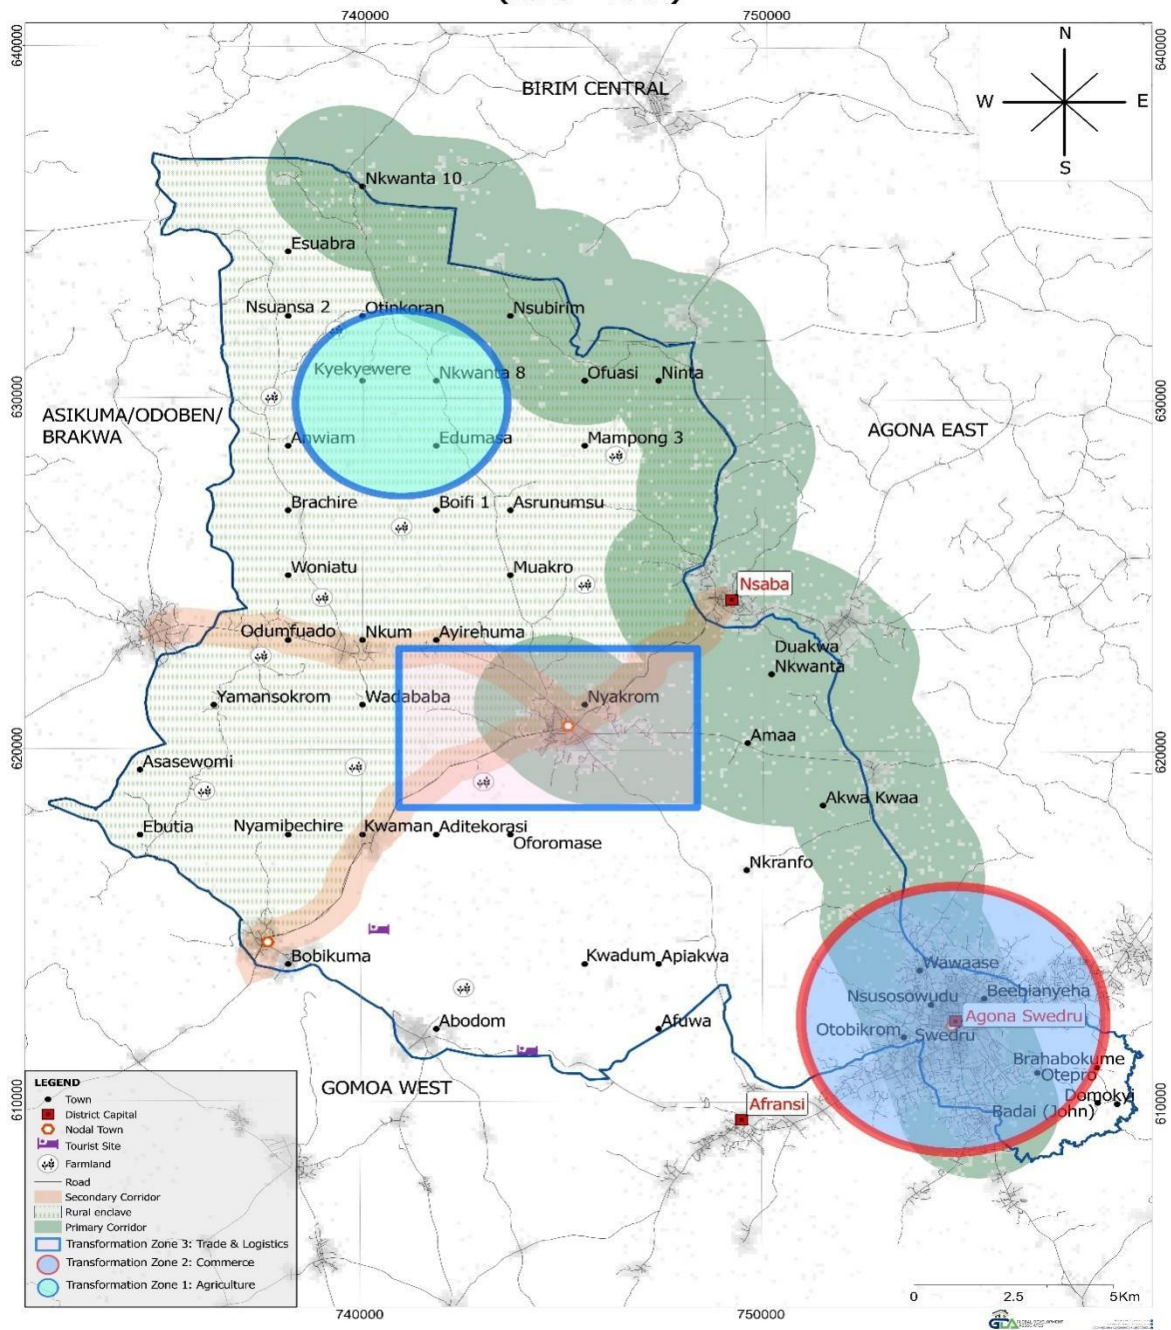 740000
750000
640000
640000
N
W
E
S
BIRIM CENTRAL
Nkwanta 10
Esuabra
Nsuansa 2
Otinkoran
Nsubirim
Kyekyewere
Nkwanta 8
Ofuasi
Ninta
630000
630000
ASIKUMA/ODOBEN/
BRAKWA
AGONA EAST
Anwiam
Edumasa
Mampong 3
Brachire
Boifi 1
Asrunumsu
Woniatu
Muakro
Nsaba
Odumfuado
Nkum
Ayirehuma
Duakwa
Nkwanta
Yamansokrom
Wadababa
Nyakrom
Amaa
620000
620000
Asasewomi
Akwa Kwaa
Ebutia
Nyamibechire
Kwaman
Aditekorasi
Oforomase
Nkranfo
Bobikuma
Kwadum
Apiakwa
Wawaase
Beebianyeha
Nsusosowudu
Agona Swedru
Otobikrom
Swedru
Abodom
Afuwa
Brahabokume
Otepro
GOMOA WEST
Domokyi
Badai (John)
610000
610000
Afransi
LEGEND
Town
District Capital
Nodal Town
Tourist Site
Farmland
Road
Secondary Corridor
Rural enclave
Primary Corridor
Transformation Zone 3: Trade & Logistics
Transformation Zone 2: Commerce
Transformation Zone 1: Agriculture
0
2.5
5Km
740000
750000
GDA